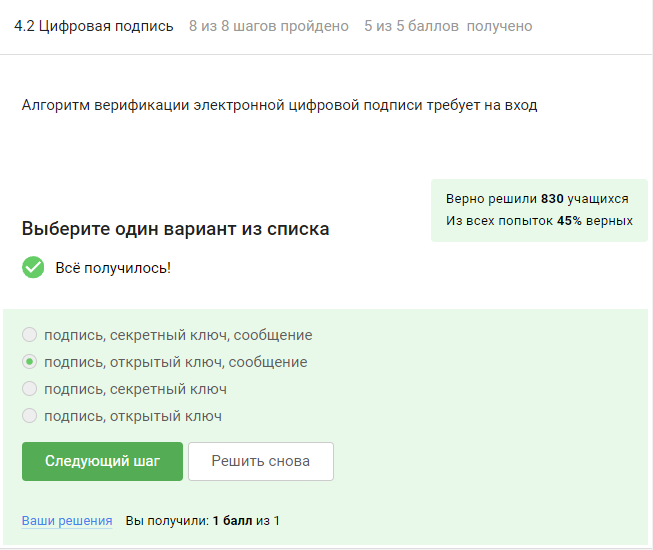 4.2 Цифровая подпись 8 из 8 шагов пройдено 5 из 5 баллов получено
Алгоритм верификации электронной цифровой подписи требует на вход
Верно решили 830 учащихся
Из всех попыток 45% верных
Выберите один вариант из списка
Всё получилось!
подпись, секретный ключ, сообщение
подпись, открытый ключ, сообщение
подпись, секретный ключ
подпись, открытый ключ
Следующий шаг Решить снова
Ваши решения Вы получили: 1 балл из 1